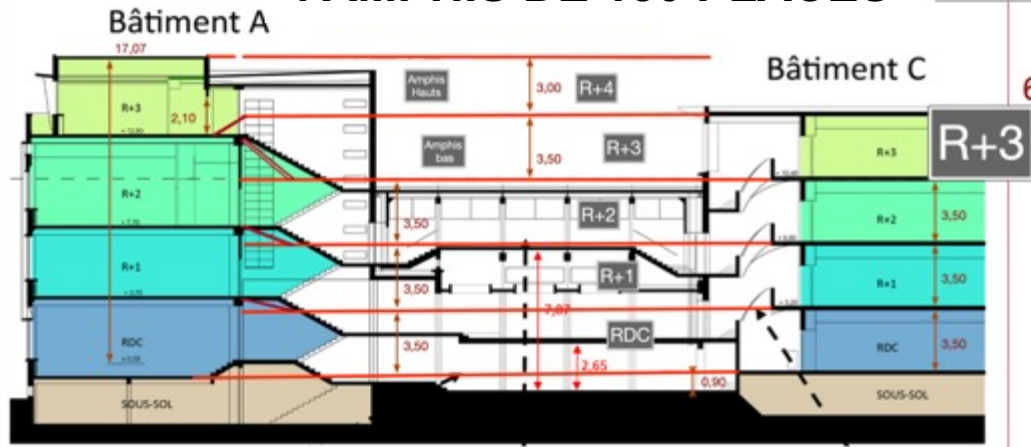 Bâtiment A
17,07
Amphis
Hauts
3,00
R+4
Bâtiment C
R+3
2,10
Amphis
bas
3,50
R+3
R+3
R+3
R+2
3,50
R+2
R+2
3,50
R+1
3,50
R+1
R+1
3,50
7,87
RDC
3,50
RDC
2,65
RDC
3,50
0,90
SOUS-SOL
SOUS-SOL